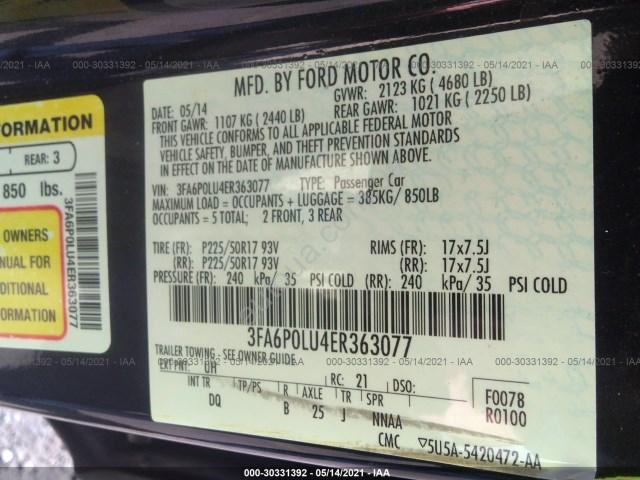 000-30331392 - 05/14/2021 - IAA
MFD. BY FORD MOTOR CO.
DATE: 05/14
GVWR: 2123 KG ( 4680 LB)
FRONT GAWR: 1107 KG ( 2440 LB)
REAR GAWR: 1021 KG ( 2250 LB)
THIS VEHICLE CONFORMS TO ALL APPLICABLE FEDERAL MOTOR
VEHICLE SAFETY, BUMPER, AND THEFT PREVENTION STANDARDS
IN EFFECT ON THE DATE OF MANUFACTURE SHOWN ABOVE.
VIN: 3FA6P0LU4ER363077 TYPE: Passenger Car
MAXIMUM LOAD = OCCUPANTS + LUGGAGE = 385KG/ 850LB
OCCUPANTS = 5 TOTAL; 2 FRONT, 3 REAR
TIRE (FR): P225/50R17 93V RIMS (FR): 17x7.5J
(RR): P225/50R17 93V (RR): 17x7.5J
PRESSURE (FR): 240 kPa/ 35 PSI COLD (RR): 240 kPa/ 35 PSI COLD
3FA6P0LU4ER363077
TRAILER TOWING - SEE OWNER GUIDE
EXT PNT: UH RC: 21 DSO:
INT TR TP/PS R AXLE TR SPR
DQ B 25 J NNAA
CMC
F0078
R0100
▽5U5A-5420472-AA
FORMATION
REAR: 3
850 lbs.
OWNERS
NUAL FOR
DITIONAL
ORMATION
3FA6P0LU4ER363077
000-30331392 - 05/14/2021 - IAA